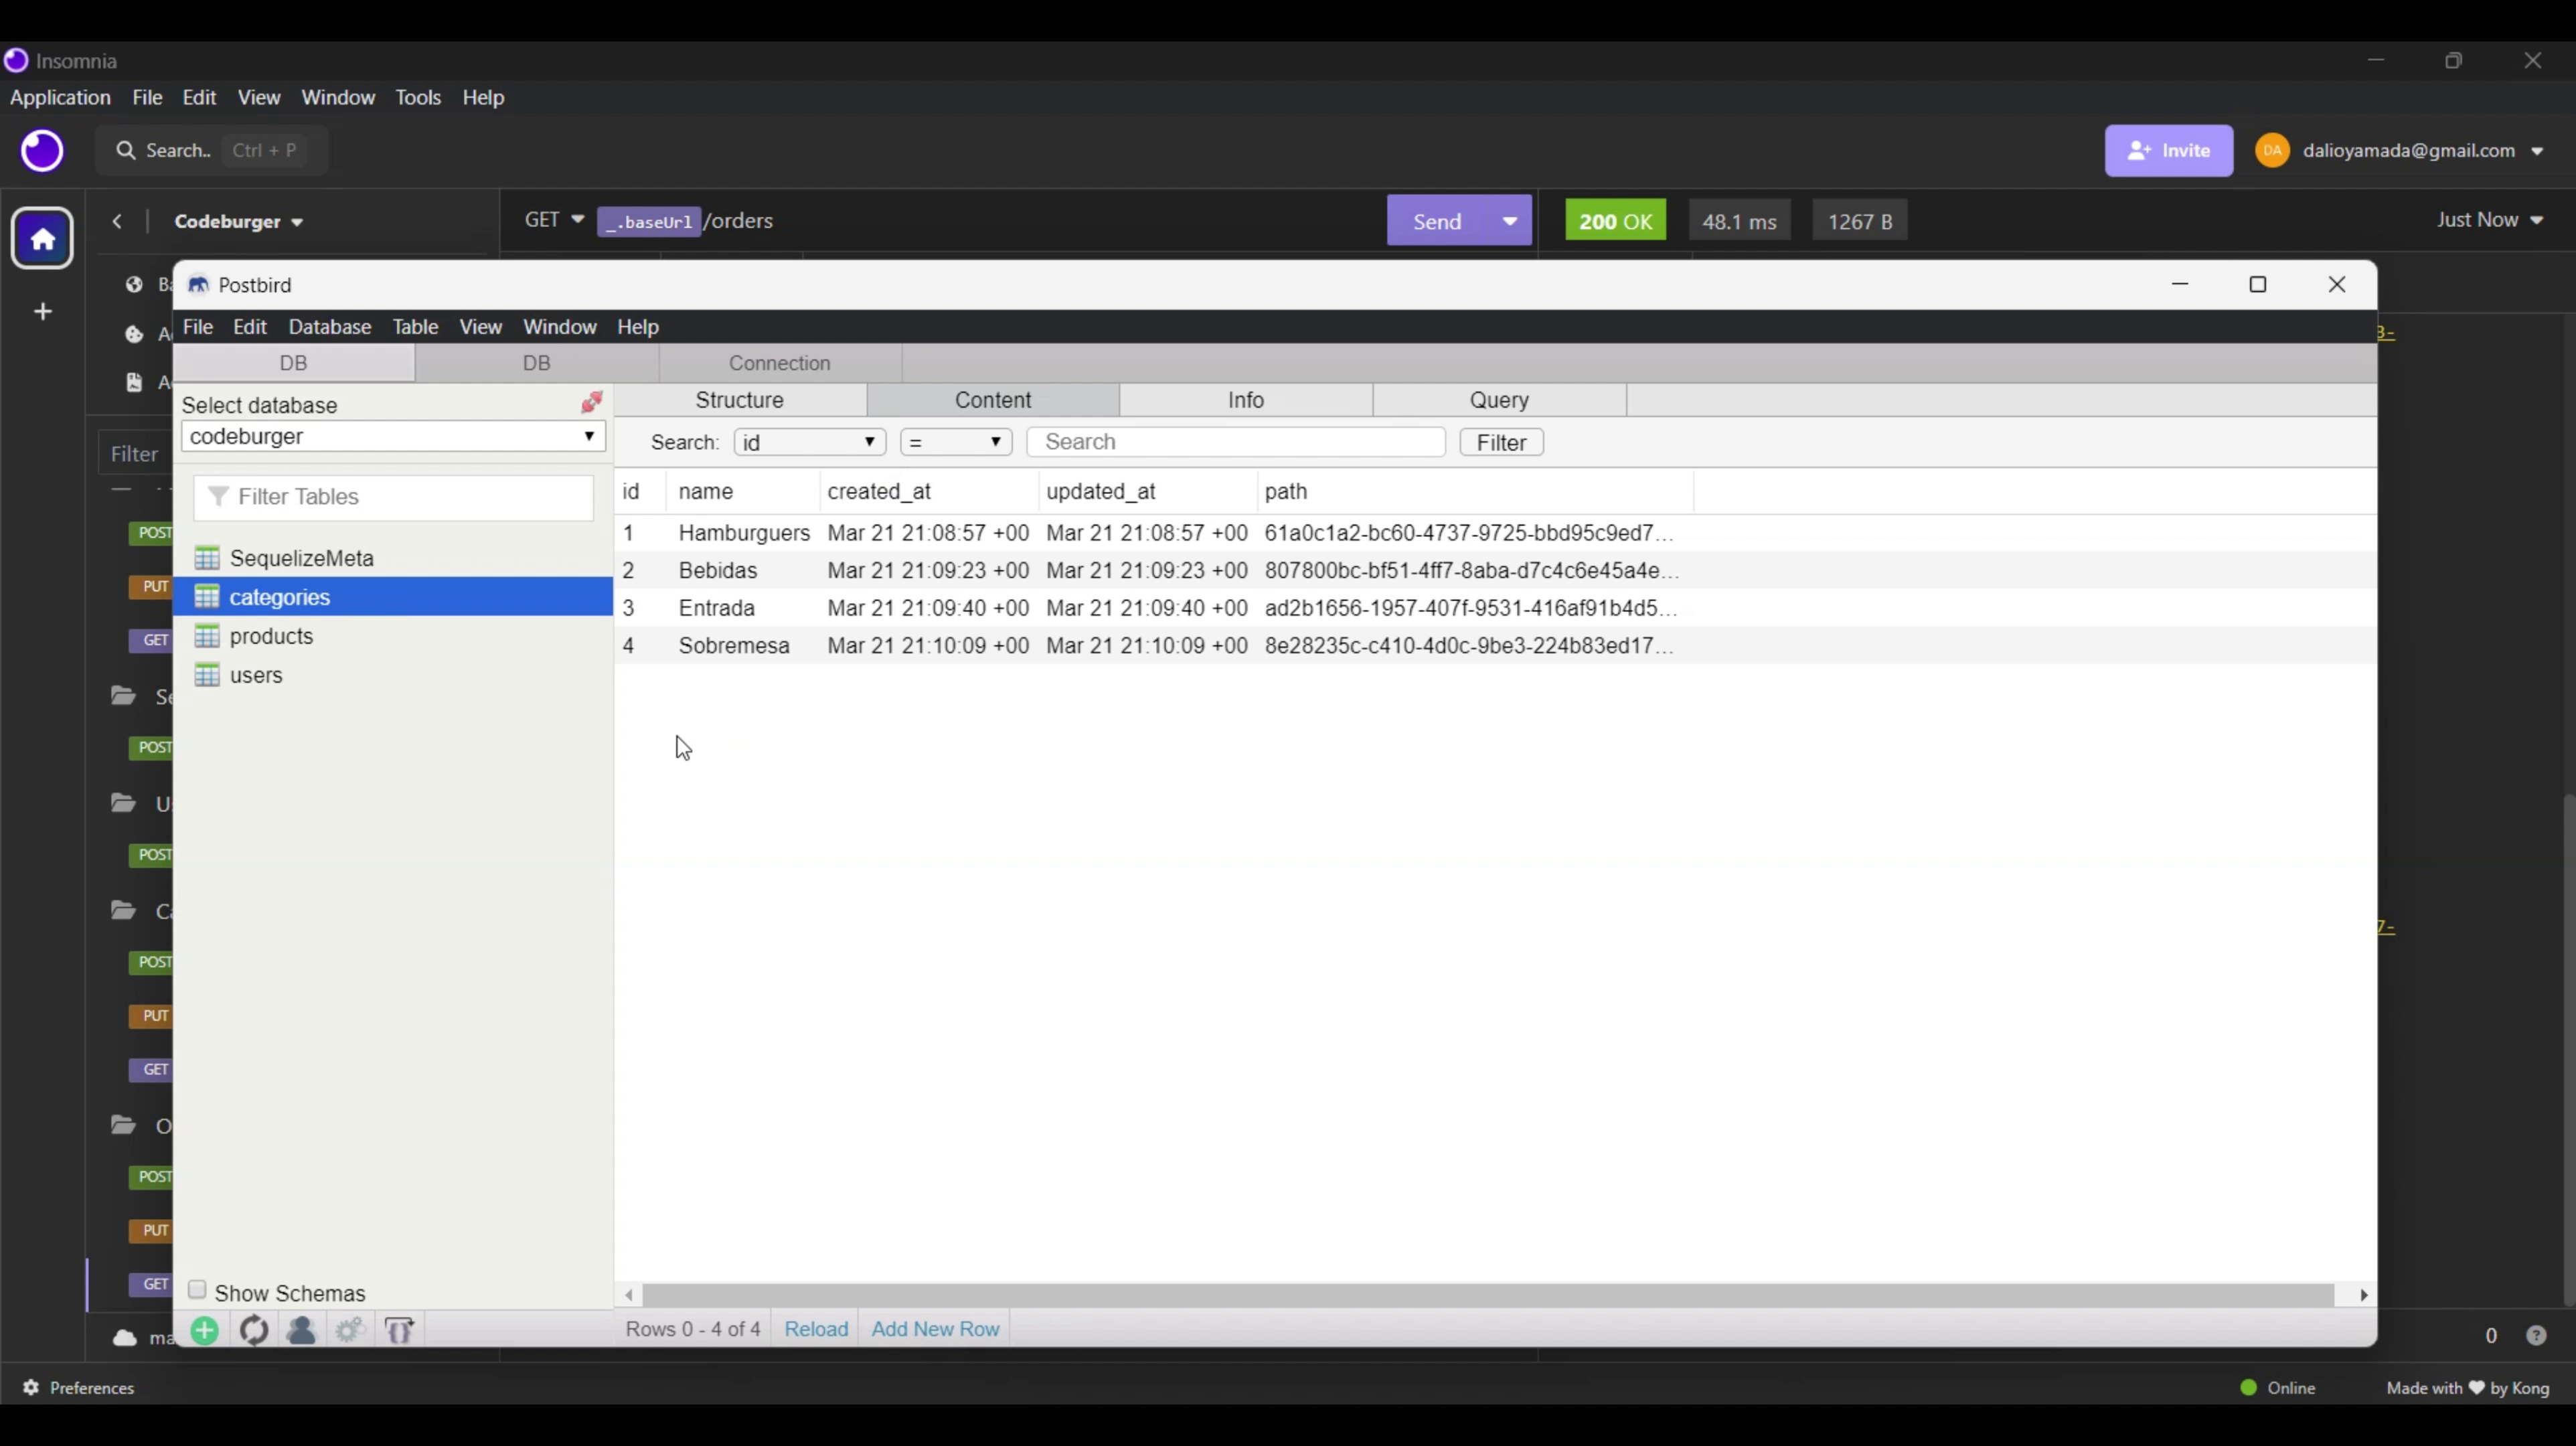 Insomnia
Application File Edit View Window Tools Help
Search.. Ctrl + P
Invite DA dalioyamada@gmail.com
Codeburger
GET _.baseUrl /orders
Send
200 OK 48.1 ms 1267 B
Just Now
Postbird
File Edit Database Table View Window Help
DB DB Connection
Select database
codeburger
Structure Content Info Query
Search: id = Search Filter
Filter
Filter Tables
SequelizeMeta
categories
products
users
id name created_at updated_at path
1 Hamburguers Mar 21 21:08:57 +00 Mar 21 21:08:57 +00 61a0c1a2-bc60-4737-9725-bbd95c9ed7...
2 Bebidas Mar 21 21:09:23 +00 Mar 21 21:09:23 +00 807800bc-bf51-4ff7-8aba-d7c4c6e45a4e...
3 Entrada Mar 21 21:09:40 +00 Mar 21 21:09:40 +00 ad2b1656-1957-407f-9531-416af91b4d5...
4 Sobremesa Mar 21 21:10:09 +00 Mar 21 21:10:09 +00 8e28235c-c410-4d0c-9be3-224b83ed17...
POST
PUT
GET
POST
POST
POST
PUT
GET
POST
PUT
GET
7-
Show Schemas
Rows 0 - 4 of 4 Reload Add New Row
0
Preferences
Online
Made with ❤ by Kong